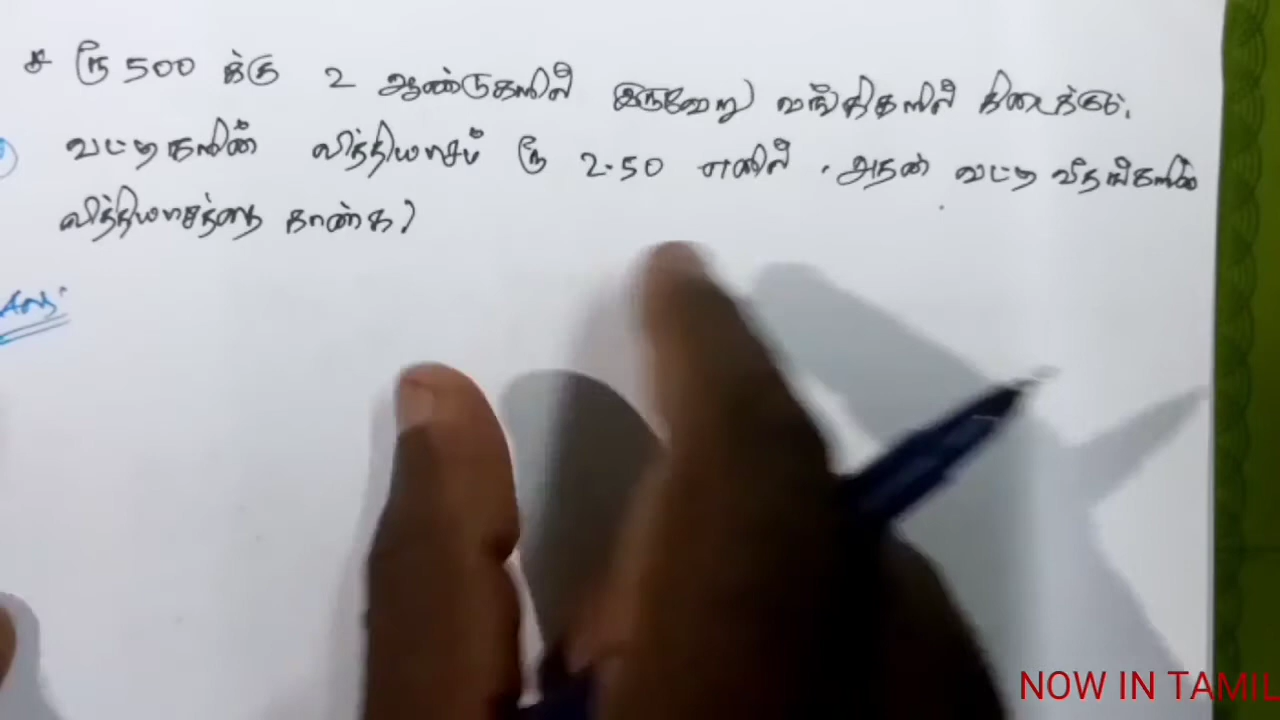 * ரூ 500 க்கு 2 ஆண்டுகளில் இருவேறு வங்கிகளில் கிடைக்கும்
வட்டிகளின் வித்தியாசம் ரூ 2.50 எனில் . அதன் வட்டி வீதங்களின்
வித்தியாசத்தை காண்க?
Ans:
NOW IN TAMIL